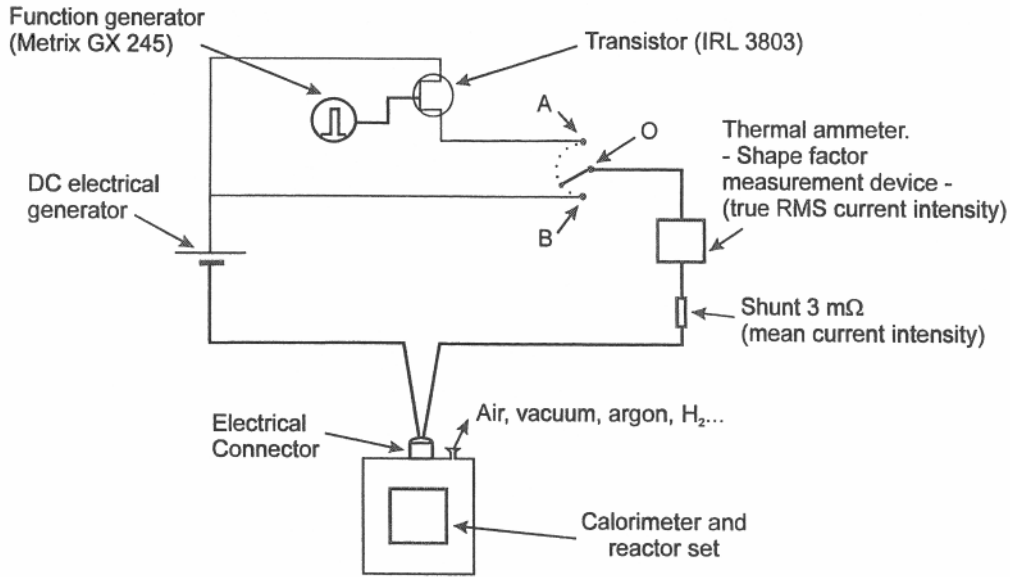 Function generator
(Metrix GX 245)
Transistor (IRL 3803)
A
O
Thermal ammeter.
- Shape factor
measurement device -
(true RMS current intensity)
DC electrical
generator
B
Shunt 3 mΩ
(mean current intensity)
Electrical
Connector
Air, vacuum, argon, H₂...
Calorimeter and
reactor set